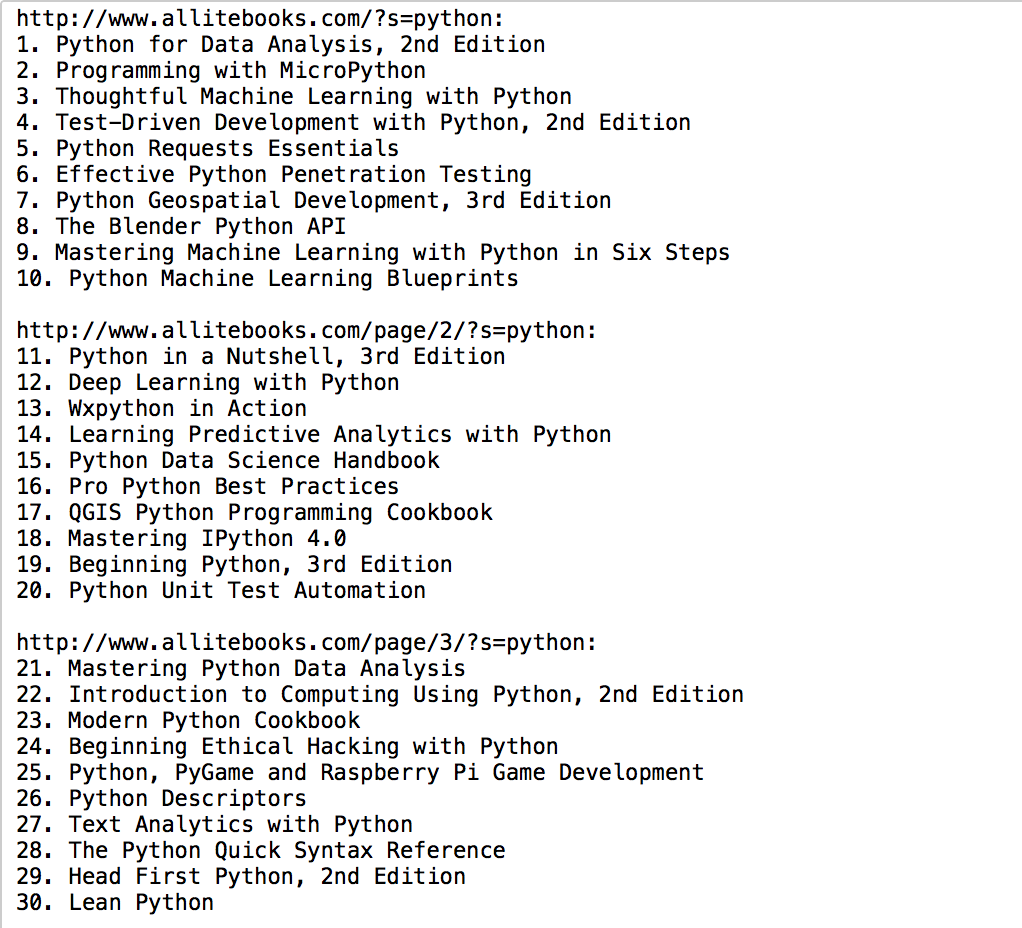 http://www.allitebooks.com/?s=python:
1. Python for Data Analysis, 2nd Edition
2. Programming with MicroPython
3. Thoughtful Machine Learning with Python
4. Test-Driven Development with Python, 2nd Edition
5. Python Requests Essentials
6. Effective Python Penetration Testing
7. Python Geospatial Development, 3rd Edition
8. The Blender Python API
9. Mastering Machine Learning with Python in Six Steps
10. Python Machine Learning Blueprints

http://www.allitebooks.com/page/2/?s=python:
11. Python in a Nutshell, 3rd Edition
12. Deep Learning with Python
13. Wxpython in Action
14. Learning Predictive Analytics with Python
15. Python Data Science Handbook
16. Pro Python Best Practices
17. QGIS Python Programming Cookbook
18. Mastering IPython 4.0
19. Beginning Python, 3rd Edition
20. Python Unit Test Automation

http://www.allitebooks.com/page/3/?s=python:
21. Mastering Python Data Analysis
22. Introduction to Computing Using Python, 2nd Edition
23. Modern Python Cookbook
24. Beginning Ethical Hacking with Python
25. Python, PyGame and Raspberry Pi Game Development
26. Python Descriptors
27. Text Analytics with Python
28. The Python Quick Syntax Reference
29. Head First Python, 2nd Edition
30. Lean Python